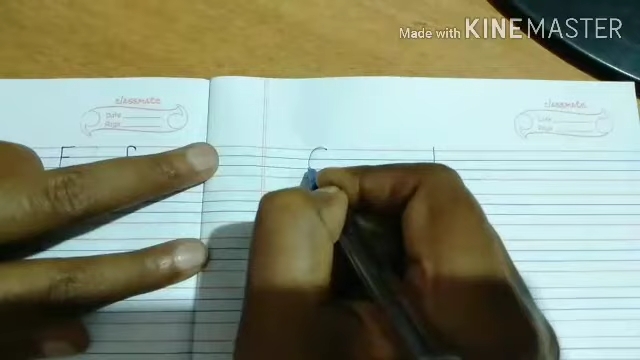 Made with KINEMASTER
classmate
Date
Page
classmate
Date
Page
F